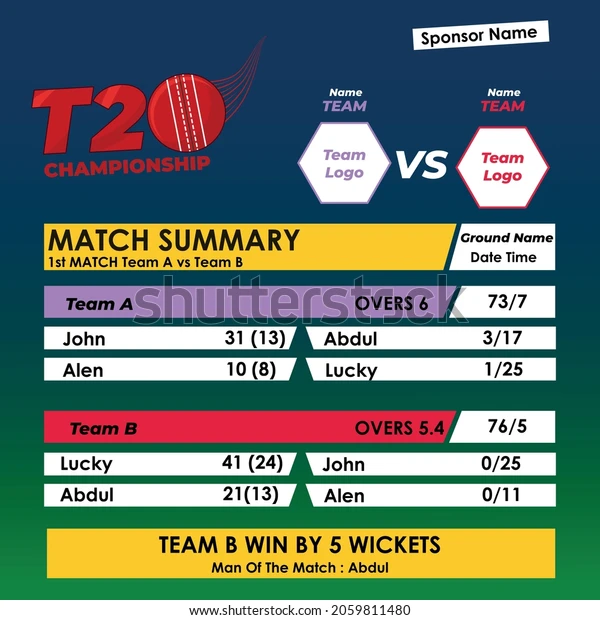 Sponsor Name
T20
CHAMPIONSHIP
Name
TEAM
Team
Logo
VS
Name
TEAM
Team
Logo
MATCH SUMMARY
1st MATCH Team A vs Team B
Ground Name
Date Time
Team A OVERS 6 73/7
John 31 (13) Abdul 3/17
Alen 10 (8) Lucky 1/25
shutterstock
Team B OVERS 5.4 76/5
Lucky 41 (24) John 0/25
Abdul 21(13) Alen 0/11
TEAM B WIN BY 5 WICKETS
Man Of The Match : Abdul
shutterstock.com · 2059811480